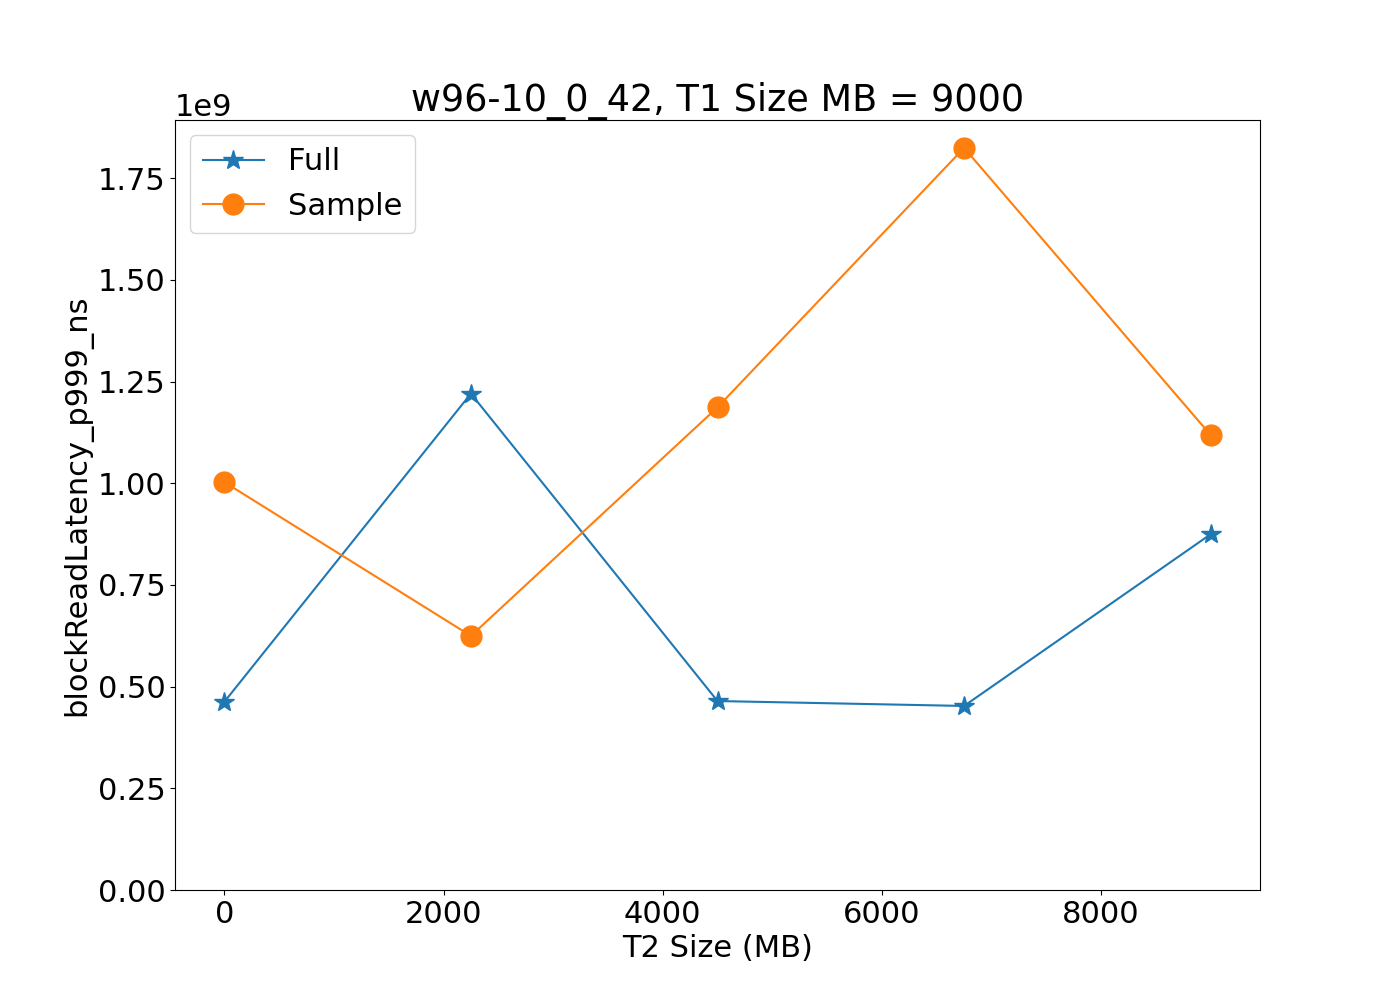 w96-10_0_42, T1 Size MB = 9000
1e9
Full
Sample
1.75
1.50
1.25
1.00
0.75
0.50
0.25
0.00
blockReadLatency_p999_ns
0 2000 4000 6000 8000
T2 Size (MB)